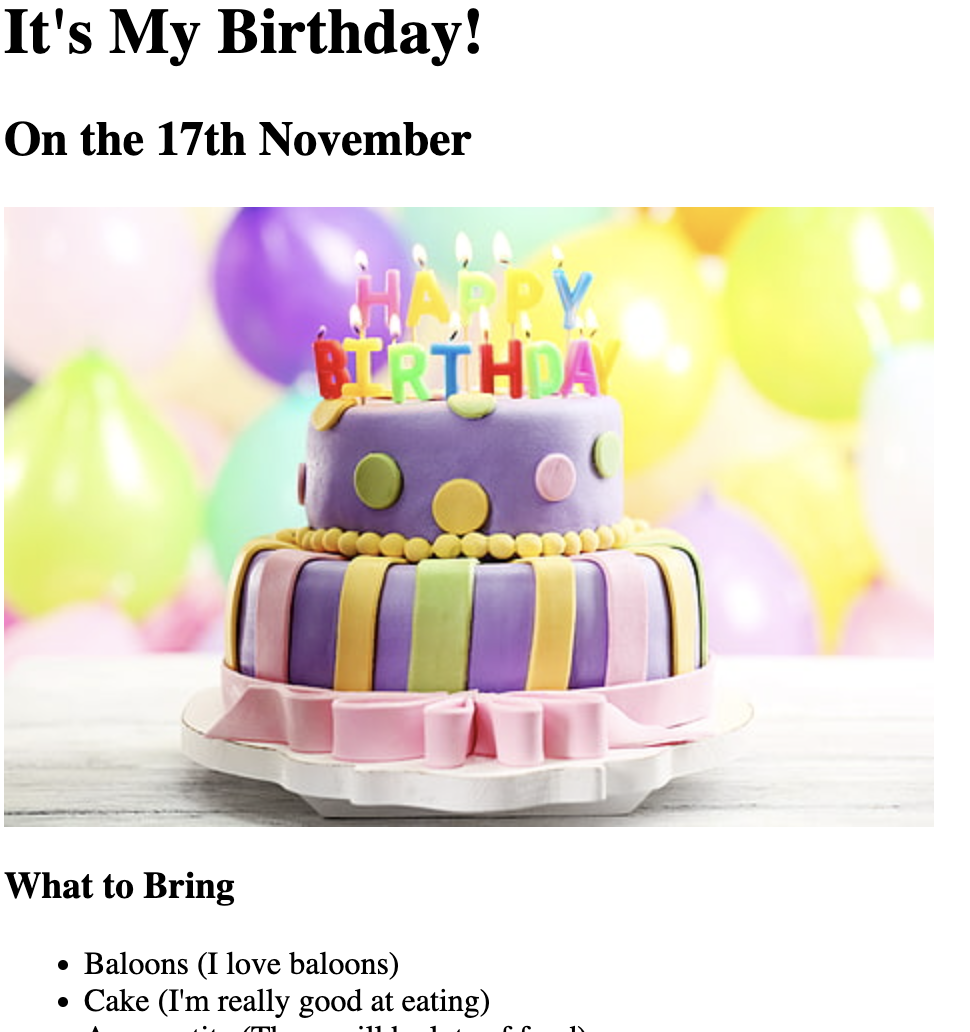 It's My Birthday!
On the 17th November
HAPPY
BIRTHDAY
What to Bring
Baloons (I love baloons)
Cake (I'm really good at eating)